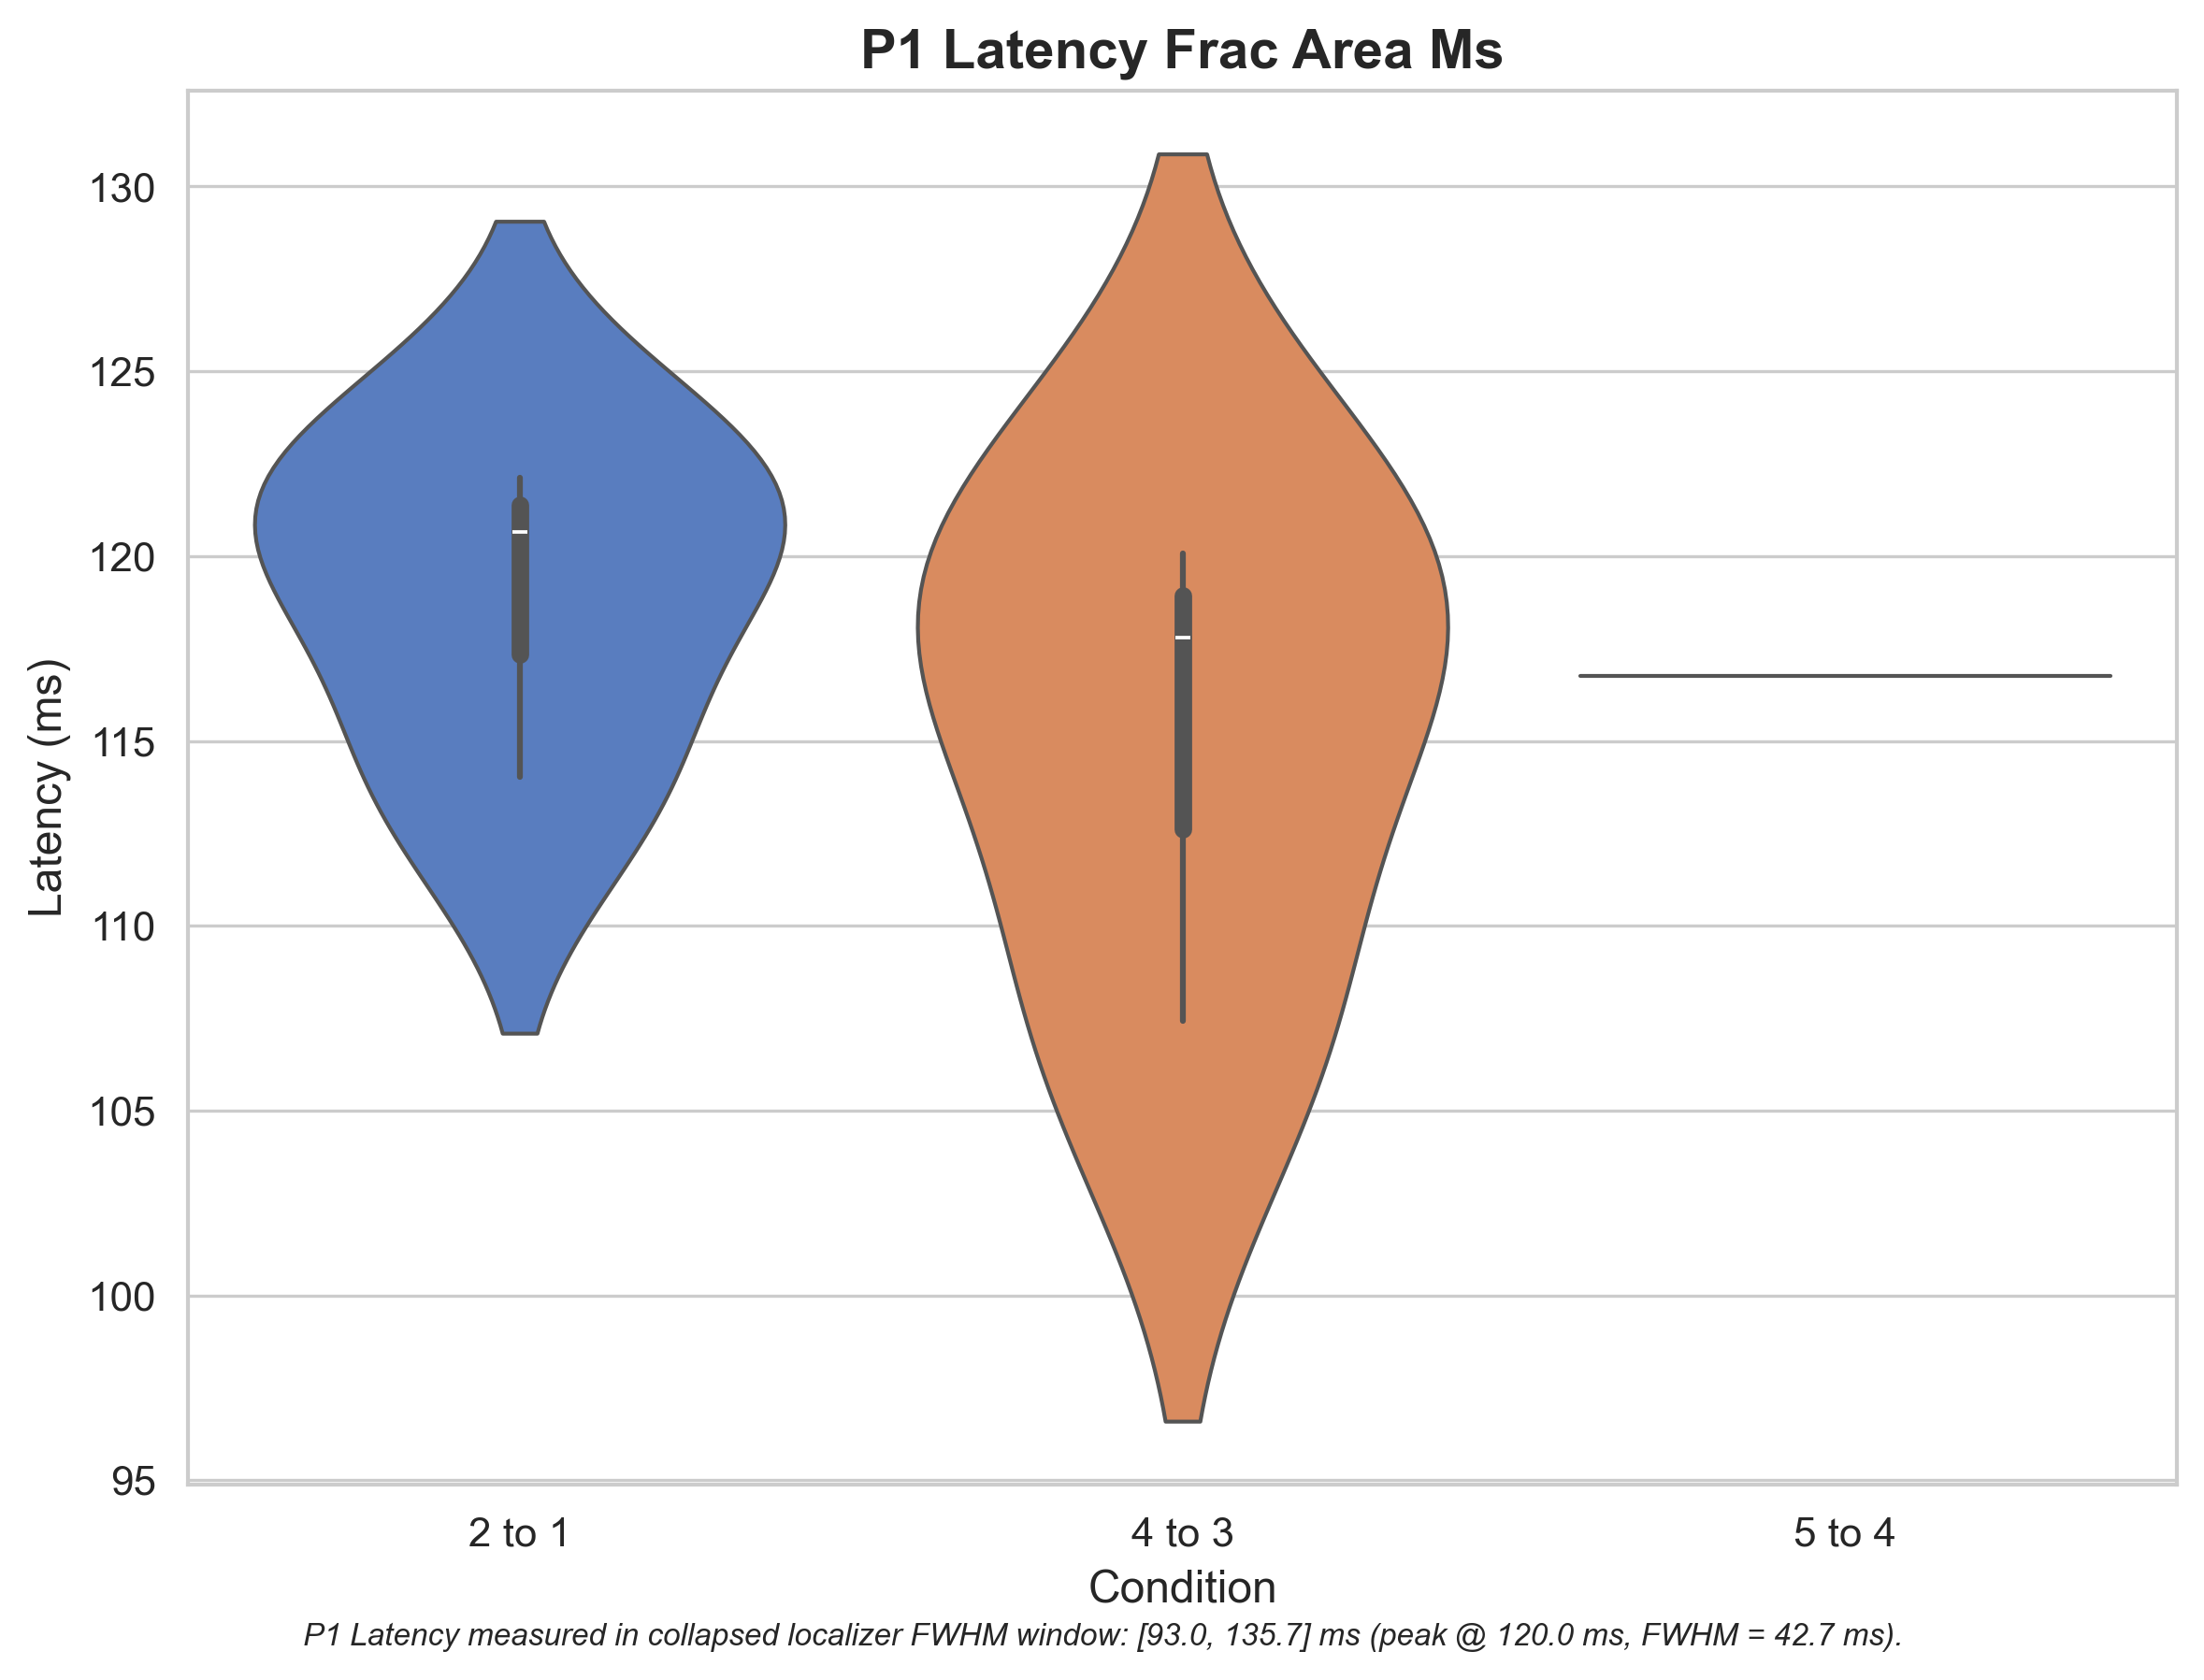 P1 Latency Frac Area Ms
Latency (ms)
130
125
120
115
110
105
100
95
2 to 1
4 to 3
5 to 4
Condition
P1 Latency measured in collapsed localizer FWHM window: [93.0, 135.7] ms (peak @ 120.0 ms, FWHM = 42.7 ms).